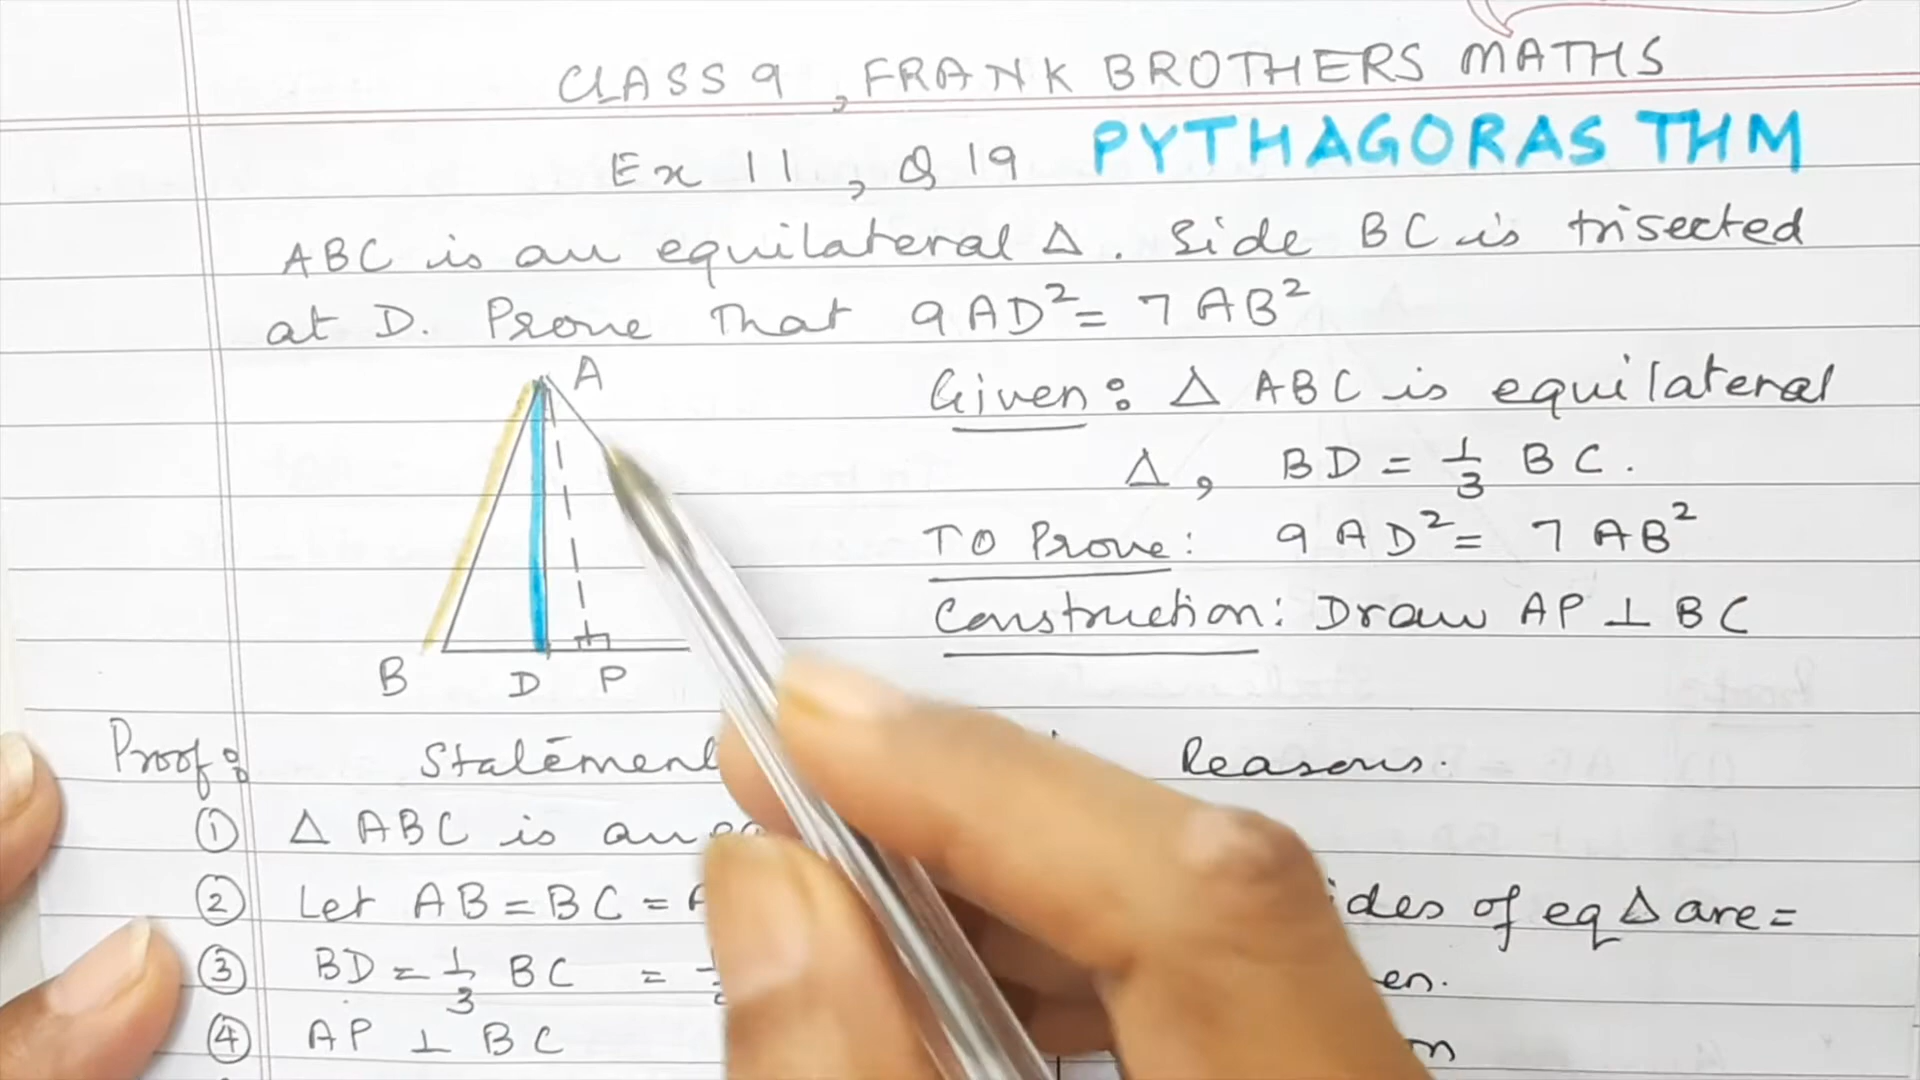 CLASS 9, FRANK BROTHERS MATHS
Ex 11, Q 19 PYTHAGORAS THM
ABC is an equilateral Δ. Side BC is trisected
at D. Prove that 9AD² = 7AB²
A
B D P
Given: Δ ABC is equilateral
Δ, BD = 1/3 BC.
To Prove: 9AD² = 7AB²
Construction: Draw AP ⊥ BC
Proof: Statement Reasons.
① Δ ABC is an
② Let AB = BC = of eq Δ are =
③ BD = 1/3 BC =
④ AP ⊥ BC